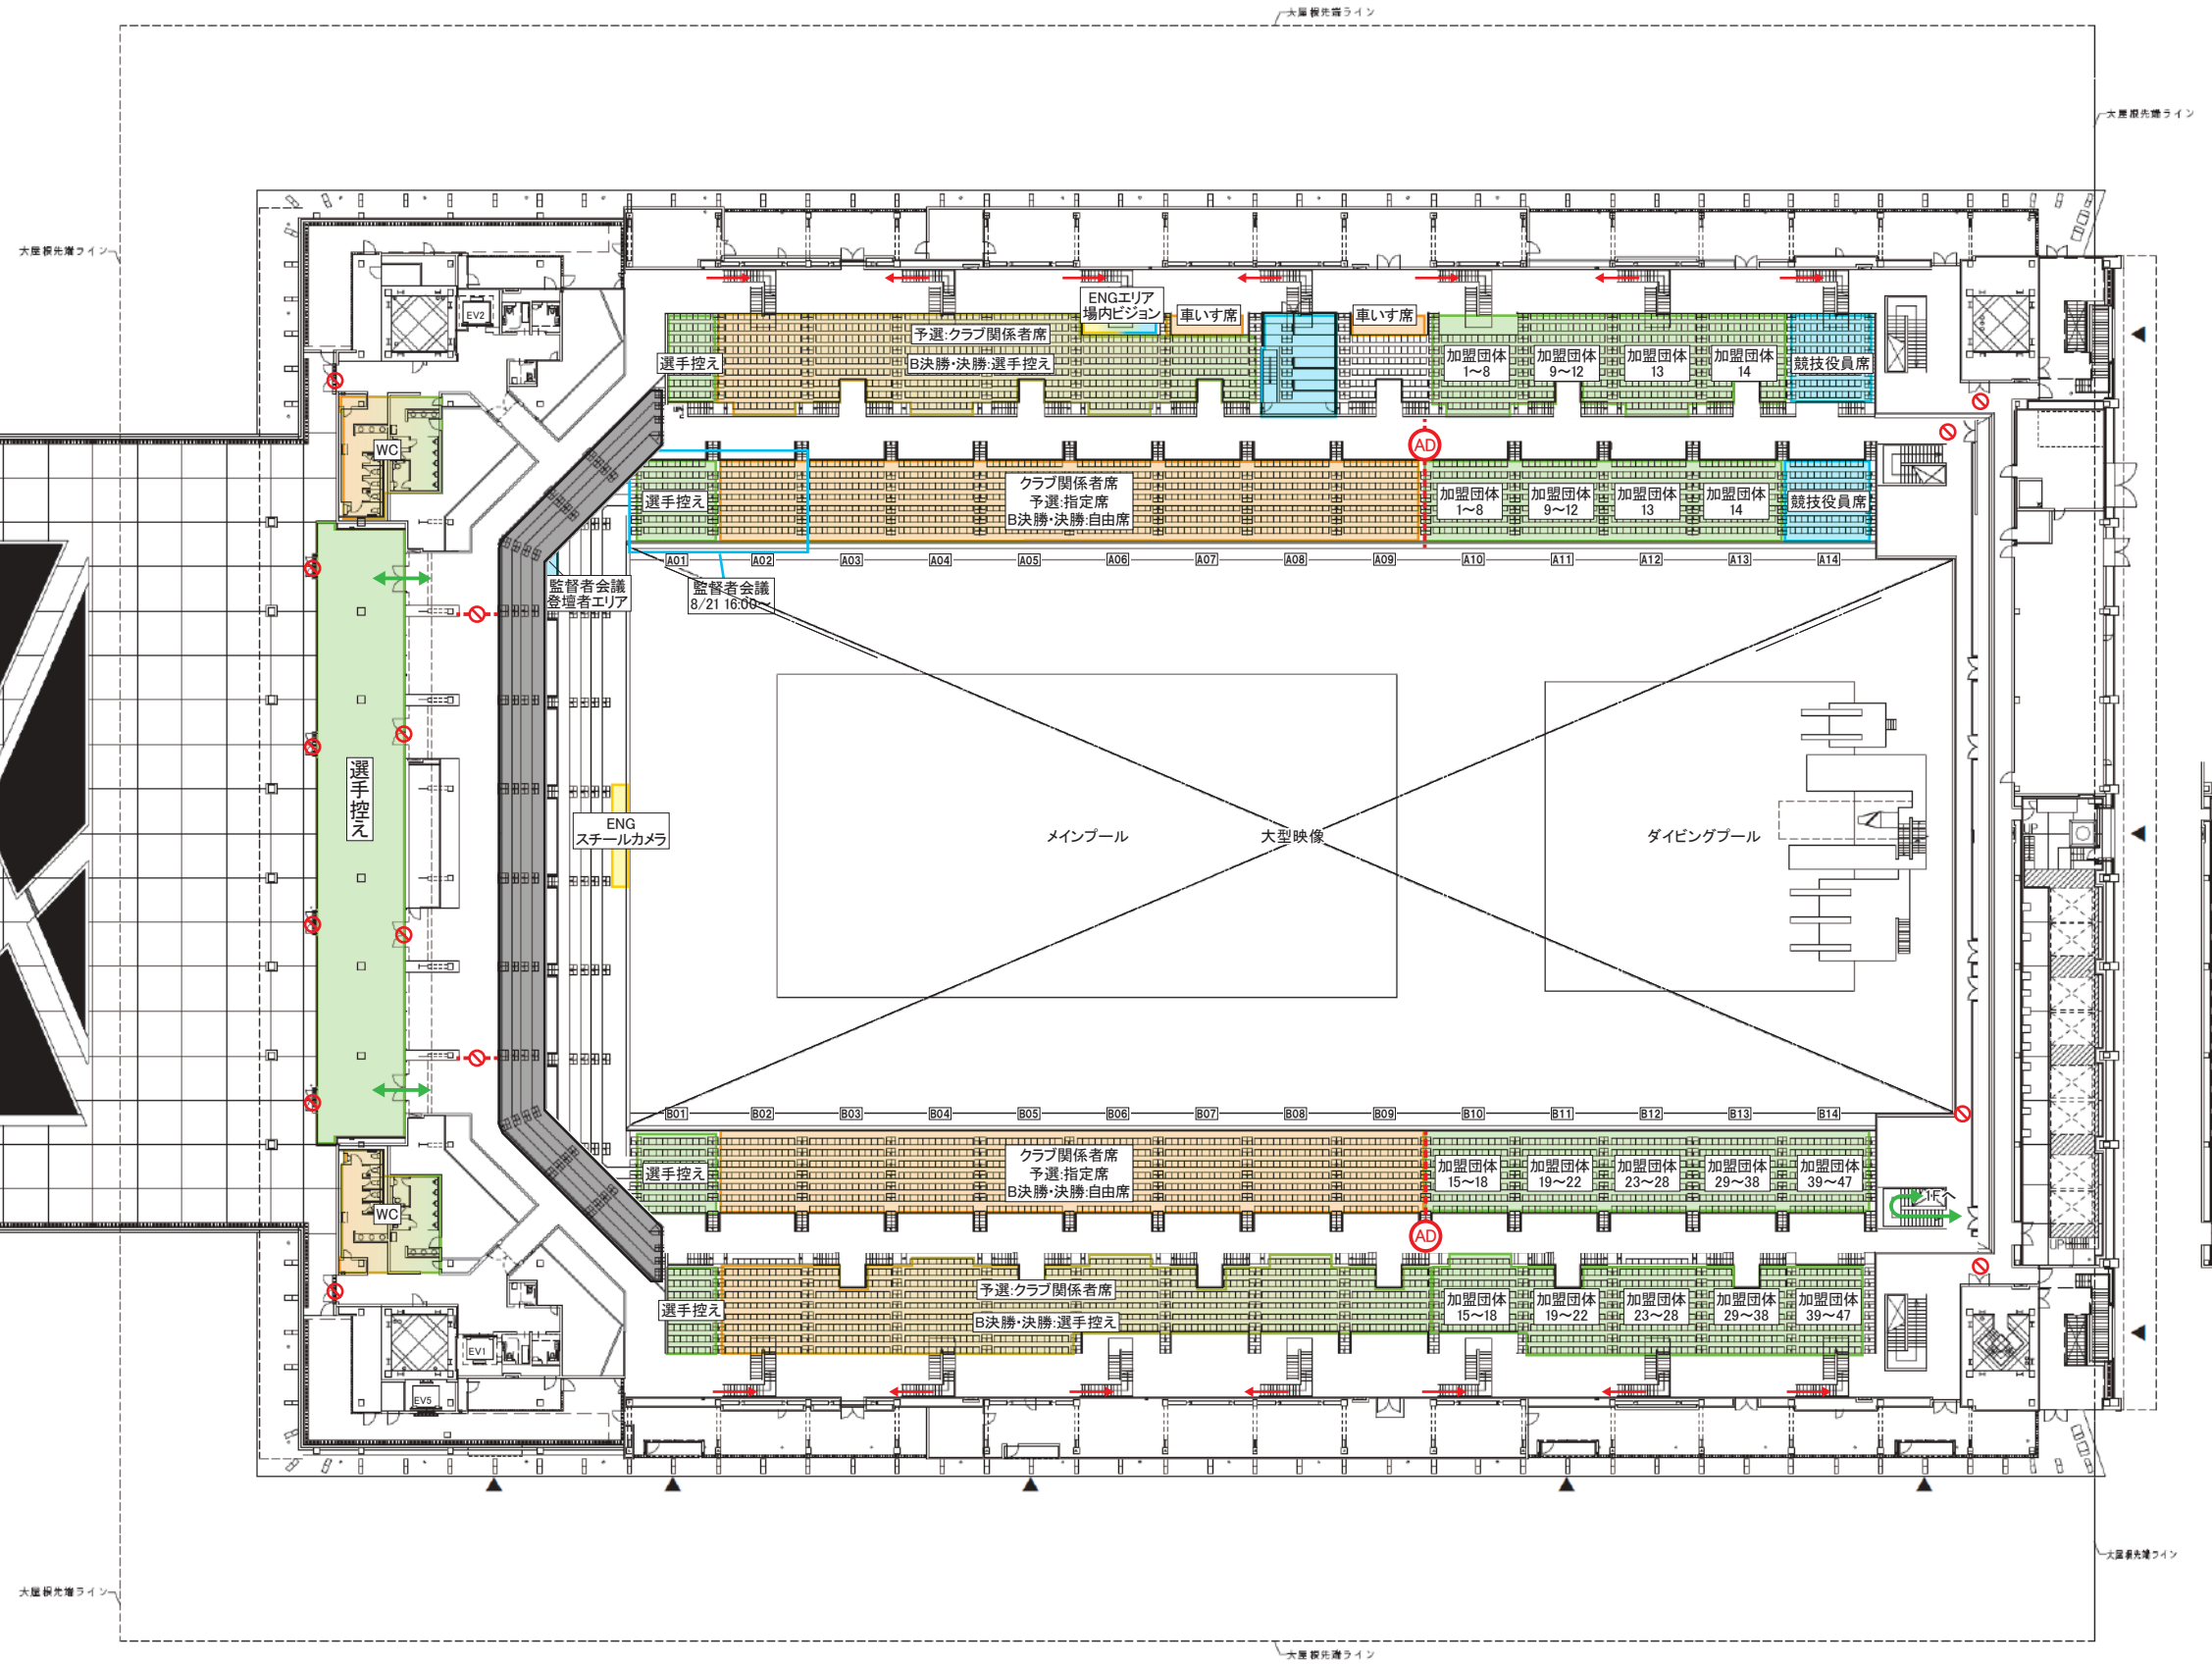 大屋根先端ライン
大屋根先端ライン
大屋根先端ライン
EV2
ENGエリア
場内ビジョン
車いす席
車いす席
予選:クラブ関係者席
B決勝・決勝:選手控え
選手控え
加盟団体
1～8
加盟団体
9～12
加盟団体
13
加盟団体
14
競技役員席
WC
AD
選手控え
クラブ関係者席
予選:指定席
B決勝・決勝:自由席
加盟団体
1～8
加盟団体
9～12
加盟団体
13
加盟団体
14
競技役員席
A01
A02
A03
A04
A05
A06
A07
A08
A09
A10
A11
A12
A13
A14
監督者会議
登壇者エリア
監督者会議
8/21 16:00～
選手控え
ENG
スチールカメラ
メインプール
大型映像
ダイビングプール
B01
B02
B03
B04
B05
B06
B07
B08
B09
B10
B11
B12
B13
B14
選手控え
クラブ関係者席
予選:指定席
B決勝・決勝:自由席
加盟団体
15～18
加盟団体
19～22
加盟団体
23～28
加盟団体
29～38
加盟団体
39～47
1Fへ
WC
AD
選手控え
予選:クラブ関係者席
B決勝・決勝:選手控え
加盟団体
15～18
加盟団体
19～22
加盟団体
23～28
加盟団体
29～38
加盟団体
39～47
EV1
EV5
大屋根先端ライン
大屋根先端ライン
大屋根先端ライン